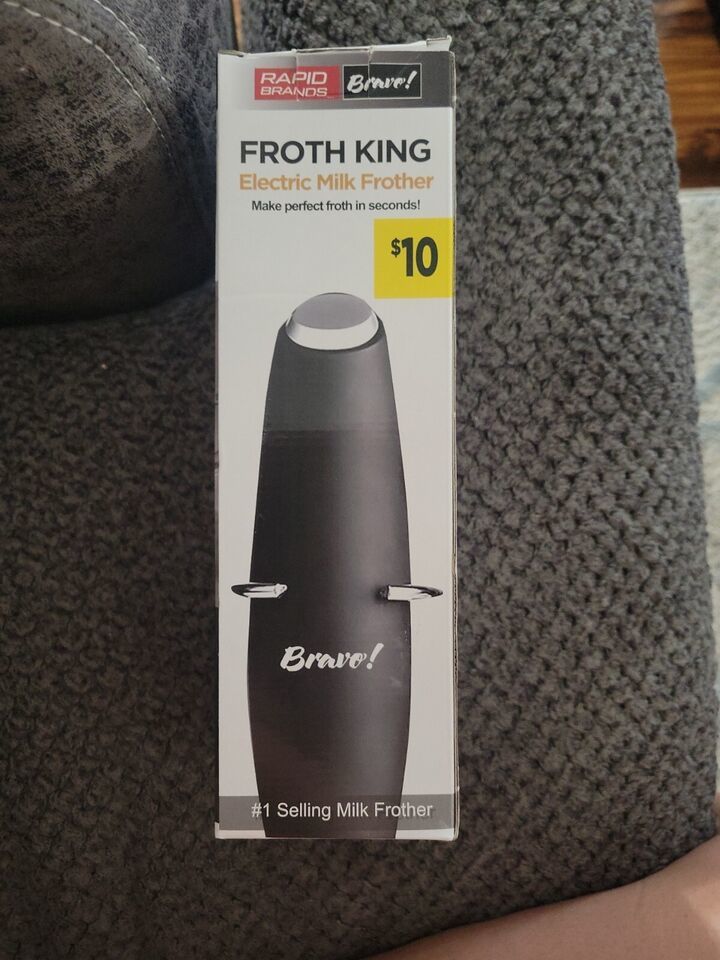 RAPID
BRANDS
Bravo!
FROTH KING
Electric Milk Frother
Make perfect froth in seconds!
$10
Bravo!
#1 Selling Milk Frother